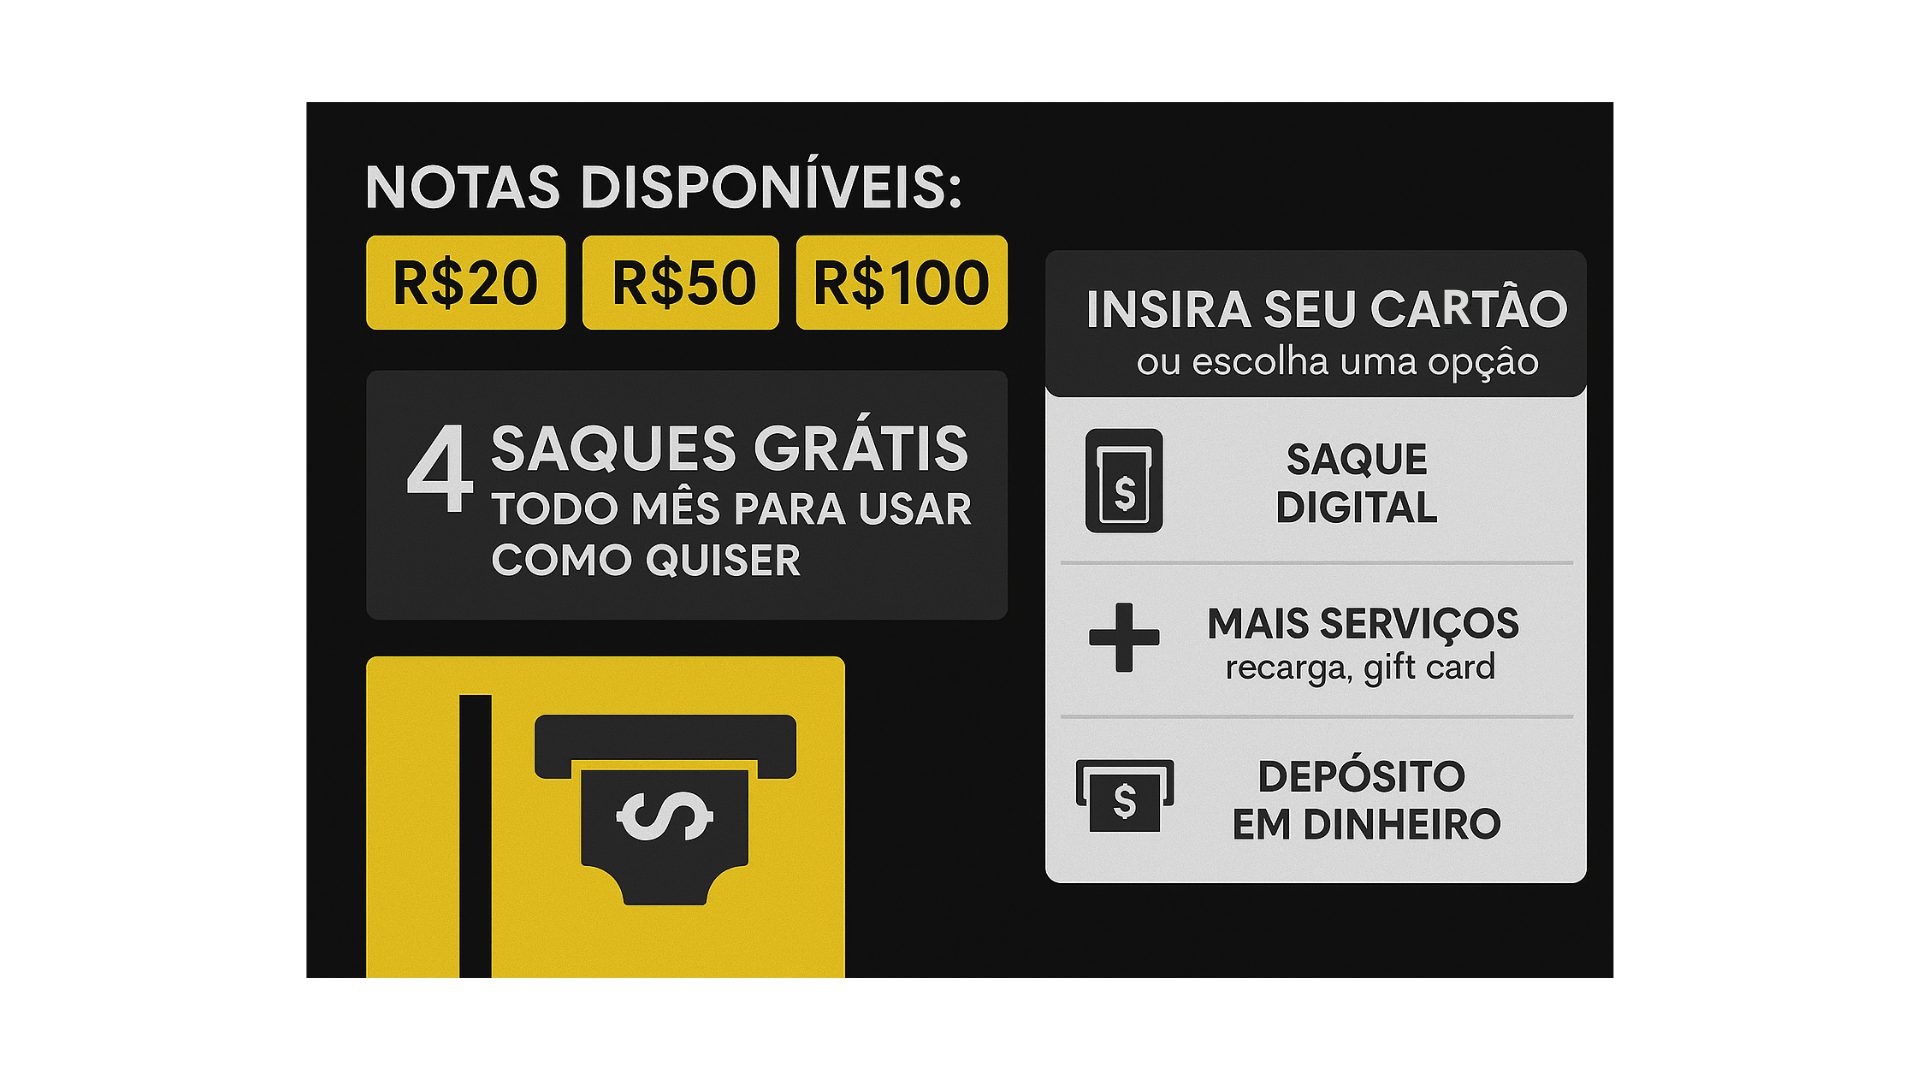 NOTAS DISPONÍVEIS:
R$20 R$50 R$100
4 SAQUES GRÁTIS
TODO MÊS PARA USAR
COMO QUISER
$
INSIRA SEU CARTÃO
ou escolha uma opçâo
$
SAQUE
DIGITAL
MAIS SERVIÇOS
recarga, gift card
$
DEPÓSITO
EM DINHEIRO